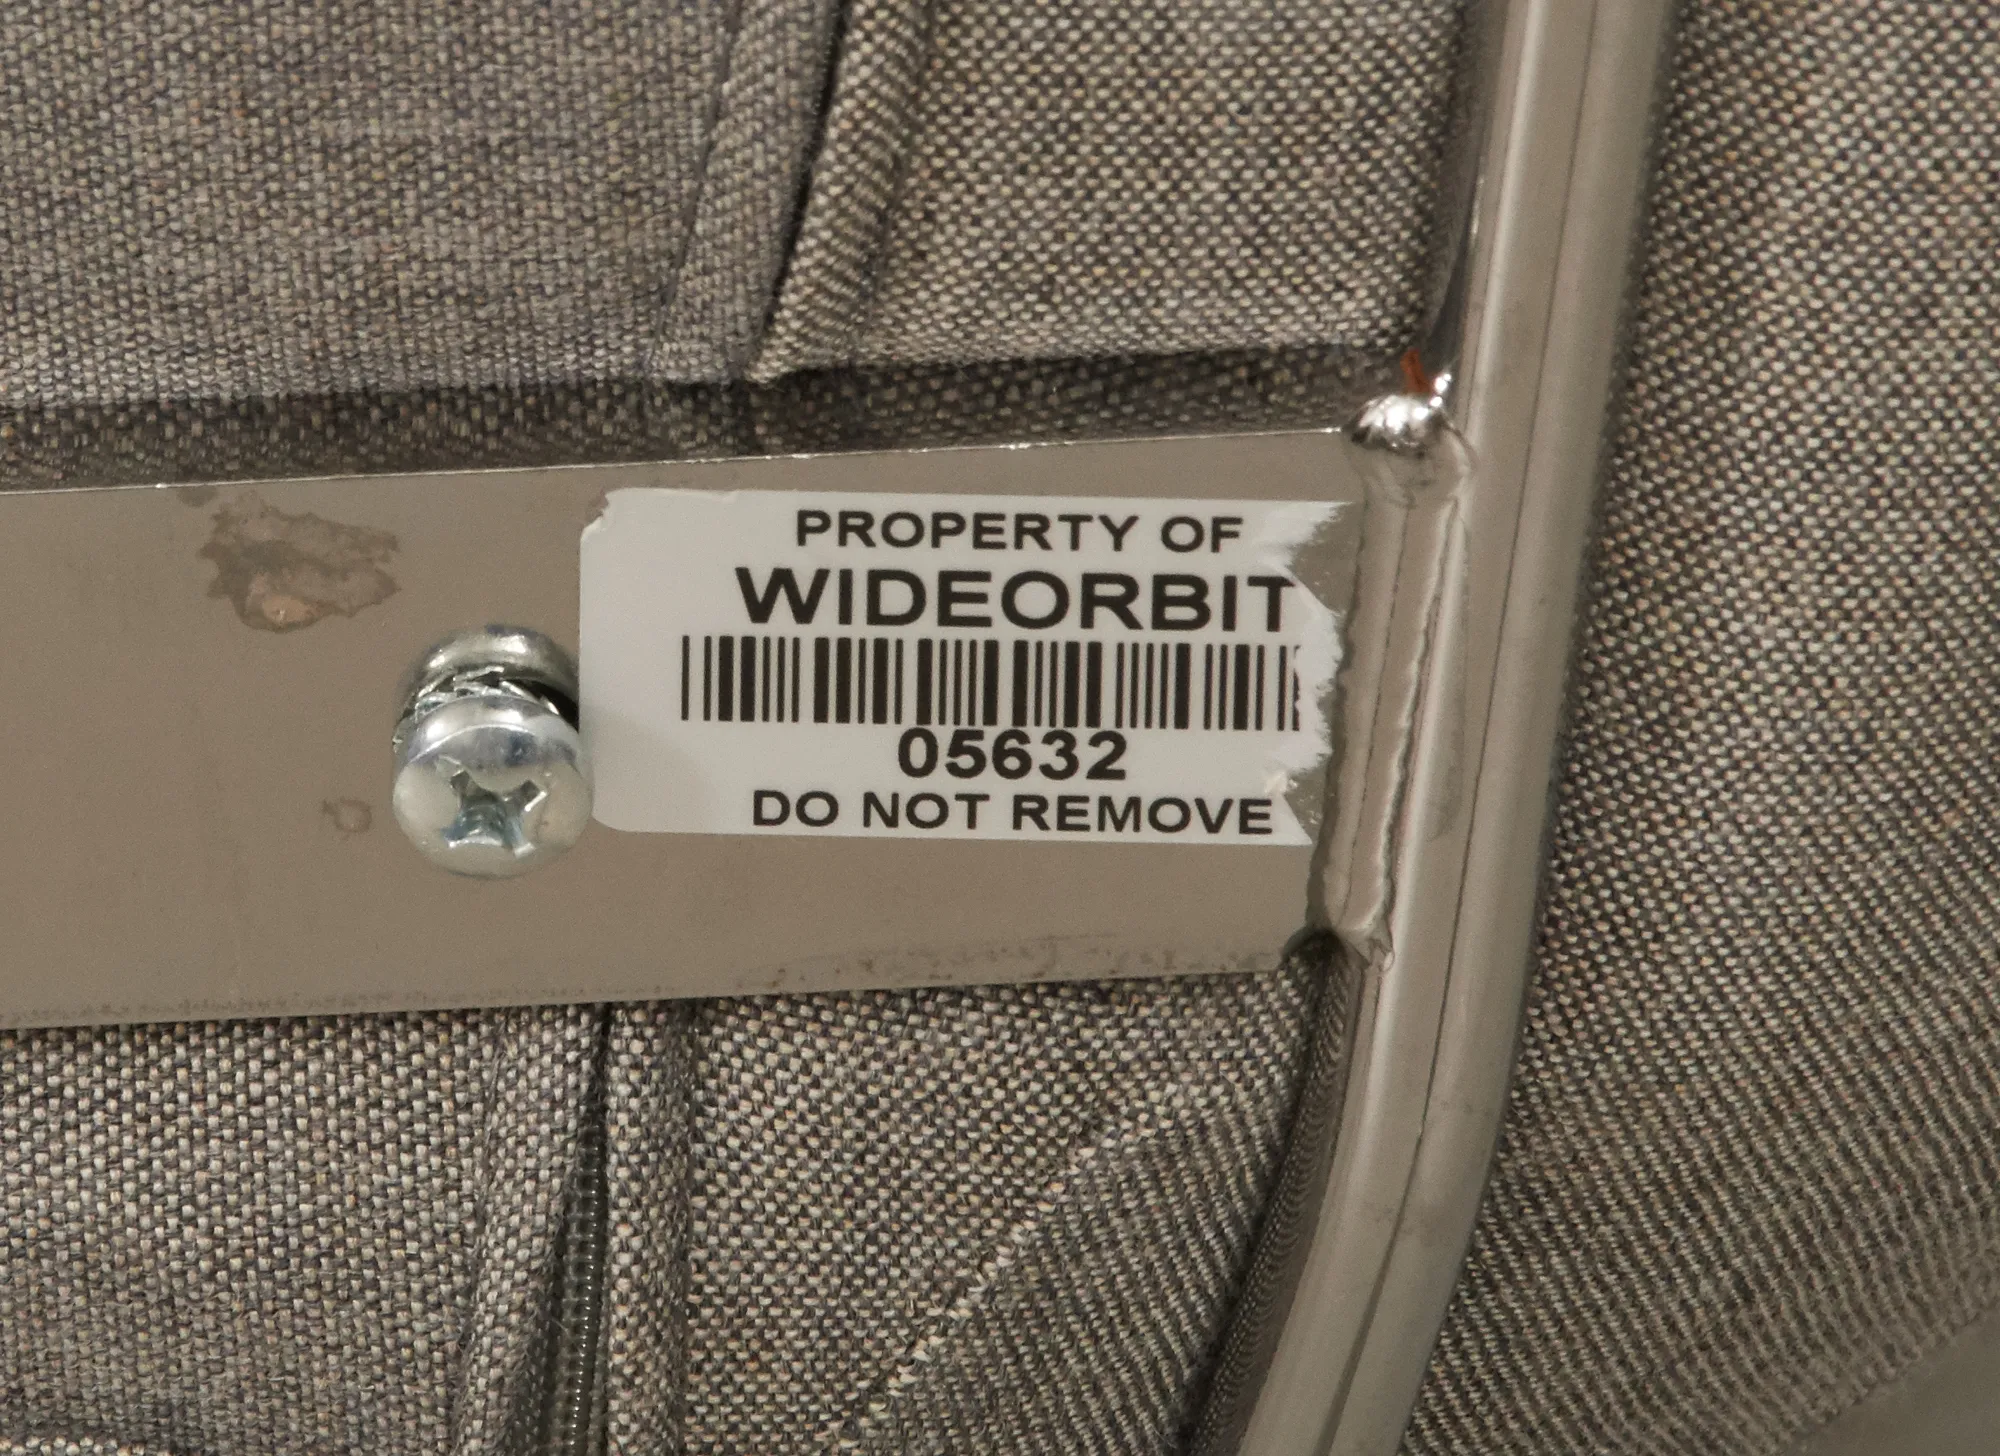 PROPERTY OF
WIDEORBIT
05632
DO NOT REMOVE